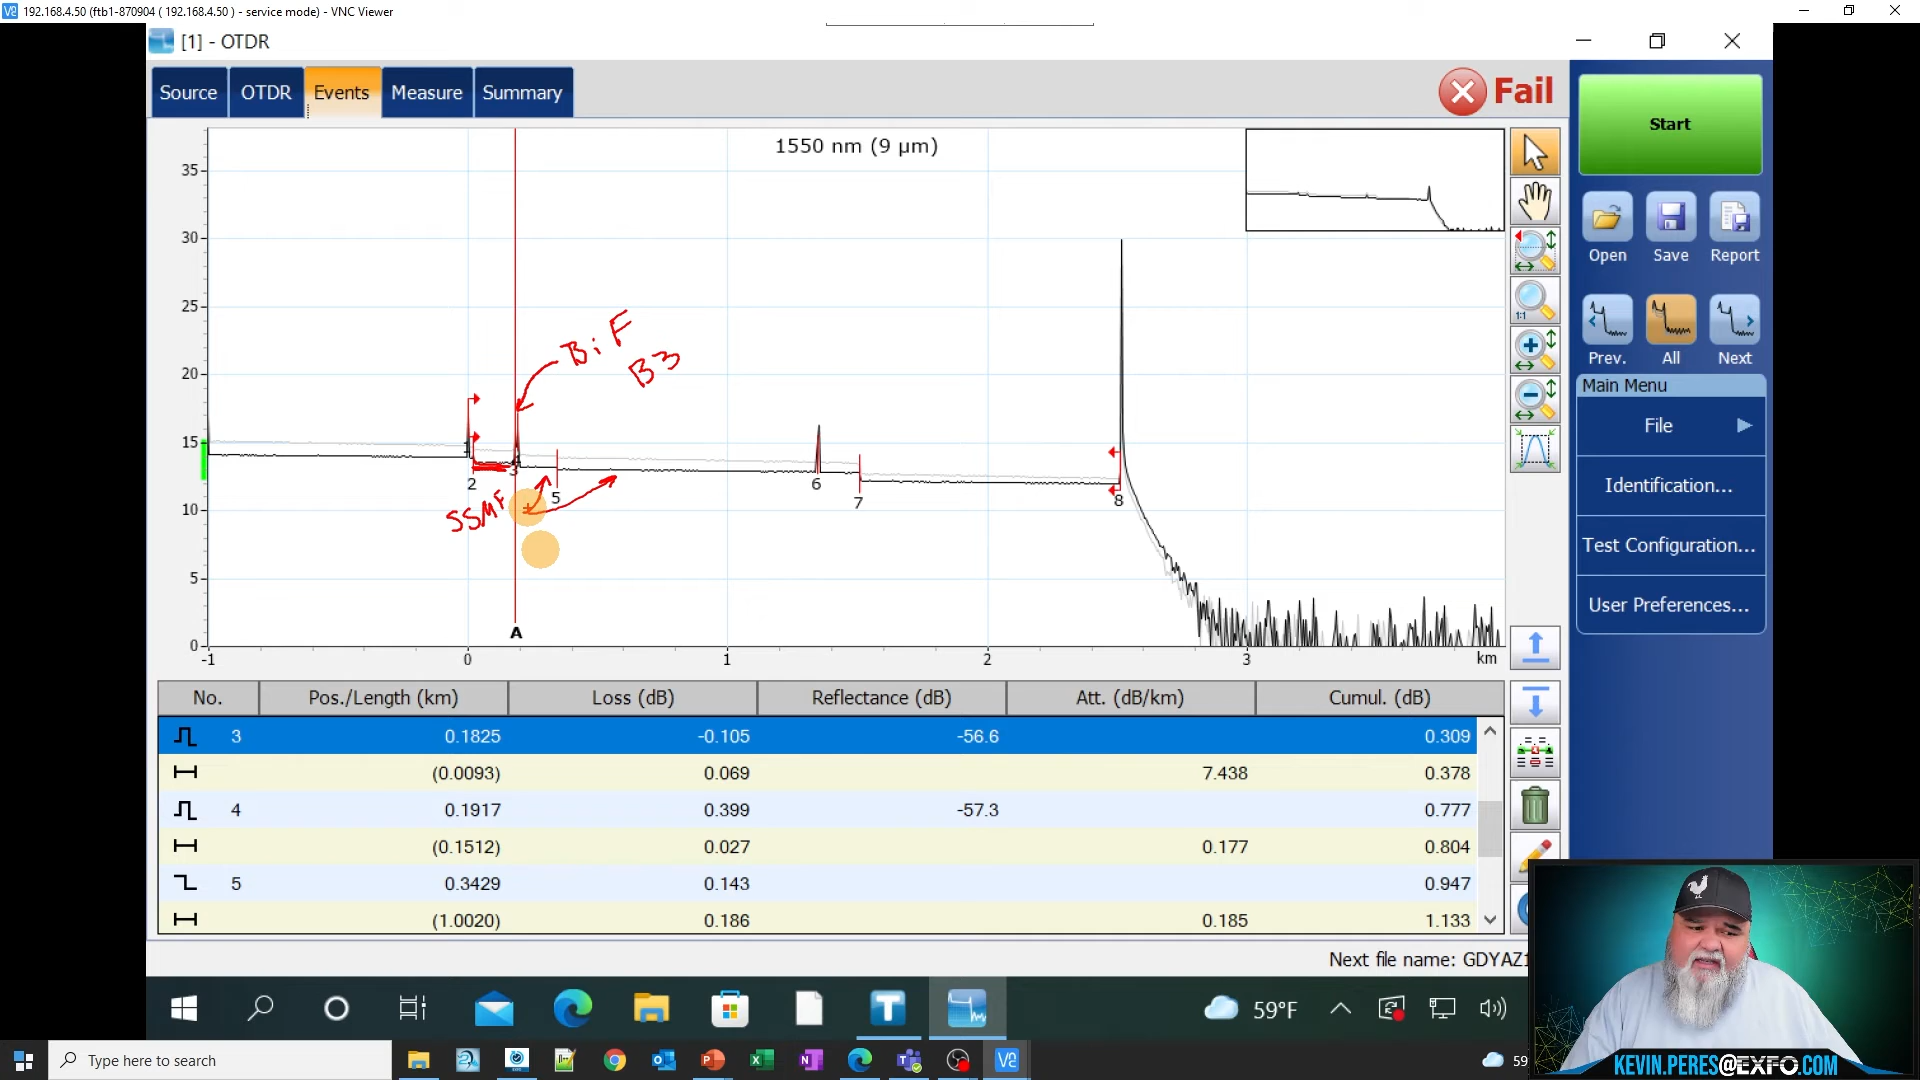 192.168.4.50 (ftb1-870904 ( 192.168.4.50 ) - service mode) - VNC Viewer
[1] - OTDR
Source OTDR Events Measure Summary
Fail
Start
1550 nm (9 µm)
35
30
25
20
15
10
5
0
-1 0 1 2 3 km
BiF
B3
SSMF
1
2
3
4
5
6
7
8
A
Open Save Report
Prev. All Next
Main Menu
File
Identification...
Test Configuration...
User Preferences...
1:1
No. Pos./Length (km) Loss (dB) Reflectance (dB) Att. (dB/km) Cumul. (dB)
3 0.1825 -0.105 -56.6 0.309
(0.0093) 0.069 7.438 0.378
4 0.1917 0.399 -57.3 0.777
(0.1512) 0.027 0.177 0.804
5 0.3429 0.143 0.947
(1.0020) 0.186 0.185 1.133
Next file name: GDYAZ1
59°F
Type here to search
59
KEVIN.PERES@EXFO.COM